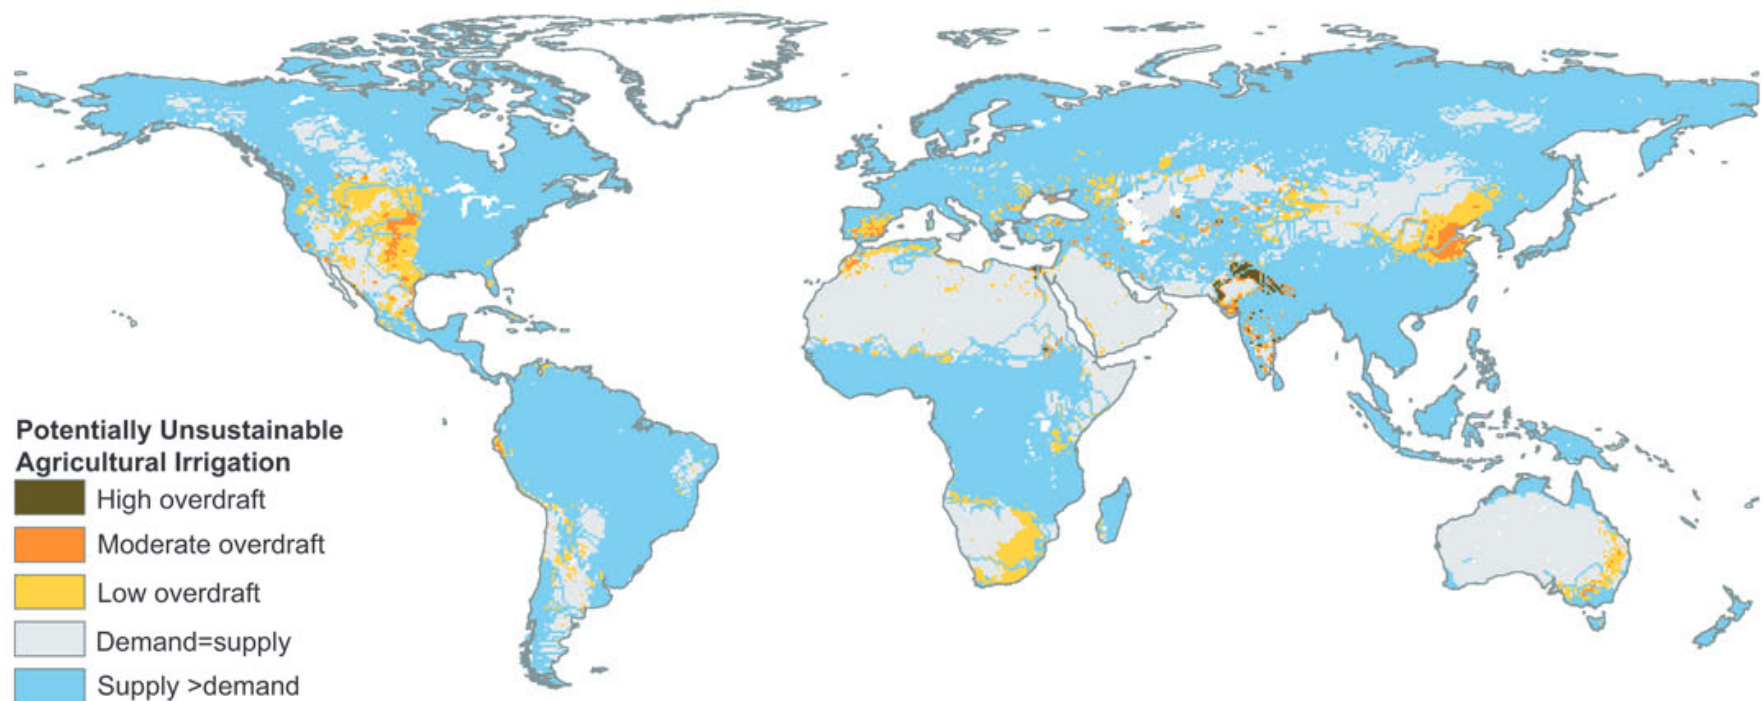 Potentially Unsustainable
Agricultural Irrigation
High overdraft
Moderate overdraft
Low overdraft
Demand=supply
Supply >demand